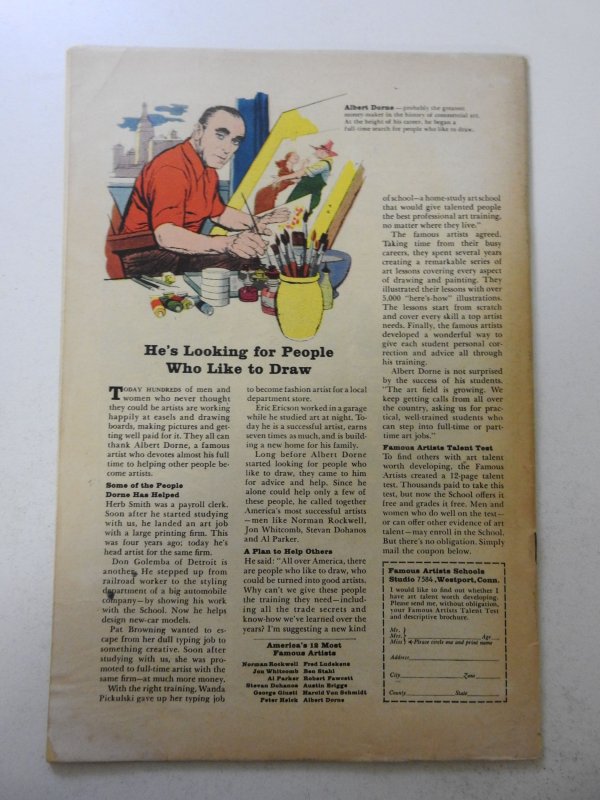 Albert Dorne — probably the greatest
money-maker in the history of commercial art.
At the height of his career, he began a
full-time search for people who like to draw.
He's Looking for People
Who Like to Draw
TODAY HUNDREDS of men and
women who never thought
they could be artists are working
happily at easels and drawing
boards, making pictures and get-
ting well paid for it. They all can
thank Albert Dorne, a famous
artist who devotes almost his full
time to helping other people be-
come artists.
Some of the People
Dorne Has Helped
Herb Smith was a payroll clerk.
Soon after he started studying
with us, he landed an art job
with a large printing firm. This
was four years ago; today he's
head artist for the same firm.
Don Golemba of Detroit is
another. He stepped up from
railroad worker to the styling
department of a big automobile
company—by showing his work
with the School. Now he helps
design new-car models.
Pat Browning wanted to es-
cape from her dull typing job to
something creative. Soon after
studying with us, she was pro-
moted to full-time artist with the
same firm—at much more money.
With the right training, Wanda
Pickulski gave up her typing job
to become fashion artist for a local
department store.
Eric Ericson worked in a garage
while he studied art at night. To-
day he is a successful artist, earns
seven times as much, and is build-
ing a new home for his family.
Long before Albert Dorne
started looking for people who
like to draw, they came to him
for advice and help. Since he
alone could help only a few of
these people, he called together
America's most successful artists
—men like Norman Rockwell,
Jon Whitcomb, Stevan Dohanos
and Al Parker.
A Plan to Help Others
He said: "All over America, there
are people who like to draw, who
could be turned into good artists.
Why can't we give these people
the training they need—includ-
ing all the trade secrets and
know-how we've learned over the
years? I'm suggesting a new kind
America's 12 Most
Famous Artists
Norman Rockwell Fred Ludekens
Jon Whitcomb Ben Stahl
Al Parker Robert Fawcett
Stevan Dohanos Austin Briggs
George Giusti Harold Von Schmidt
Peter Helck Albert Dorne
of school—a home-study art school
that would give talented people
the best professional art training,
no matter where they live."
The famous artists agreed.
Taking time from their busy
careers, they spent several years
creating a remarkable series of
art lessons covering every aspect
of drawing and painting. They
illustrated their lessons with over
5,000 "here's-how" illustrations.
The lessons start from scratch
and cover every skill a top artist
needs. Finally, the famous artists
developed a wonderful way to
give each student personal cor-
rection and advice all through
his training.
Albert Dorne is not surprised
by the success of his students.
"The art field is growing. We
keep getting calls from all over
the country, asking us for prac-
tical, well-trained students who
can step into full-time or part-
time art jobs."
Famous Artists Talent Test
To find others with art talent
worth developing, the Famous
Artists created a 12-page talent
test. Thousands paid to take this
test, but now the School offers it
free and grades it free. Men and
women who do well on the test—
or can offer other evidence of art
talent—may enroll in the School.
But there's no obligation. Simply
mail the coupon below.
Famous Artists Schools
Studio 7584, Westport, Conn.
I would like to find out whether I
have art talent worth developing.
Please send me, without obligation,
your Famous Artists Talent Test
and descriptive brochure.
Mr.
Mrs. Age
Miss Please circle one and print name
Address
City Zone
County State